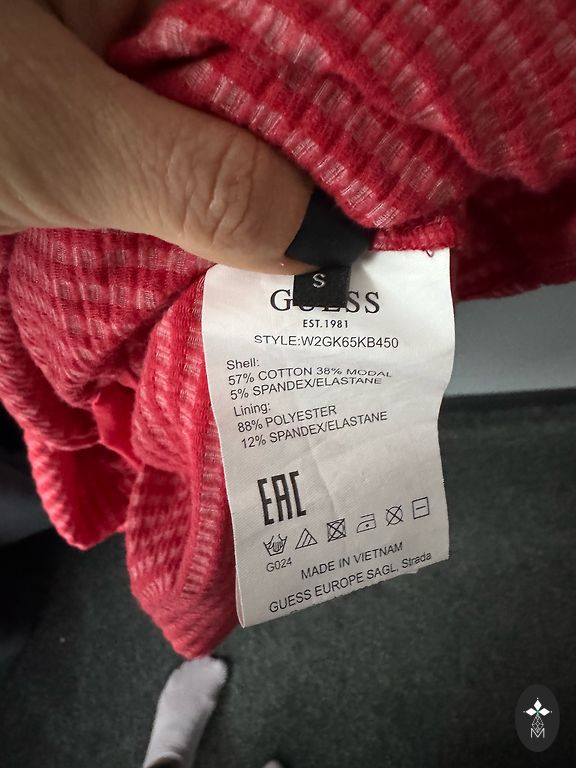 S
GUESS
EST.1981
STYLE:W2GK65KB450
Shell:
57% COTTON 38% MODAL
5% SPANDEX/ELASTANE
Lining:
88% POLYESTER
12% SPANDEX/ELASTANE
EAC
G024
MADE IN VIETNAM
GUESS EUROPE SAGL, Strada
M